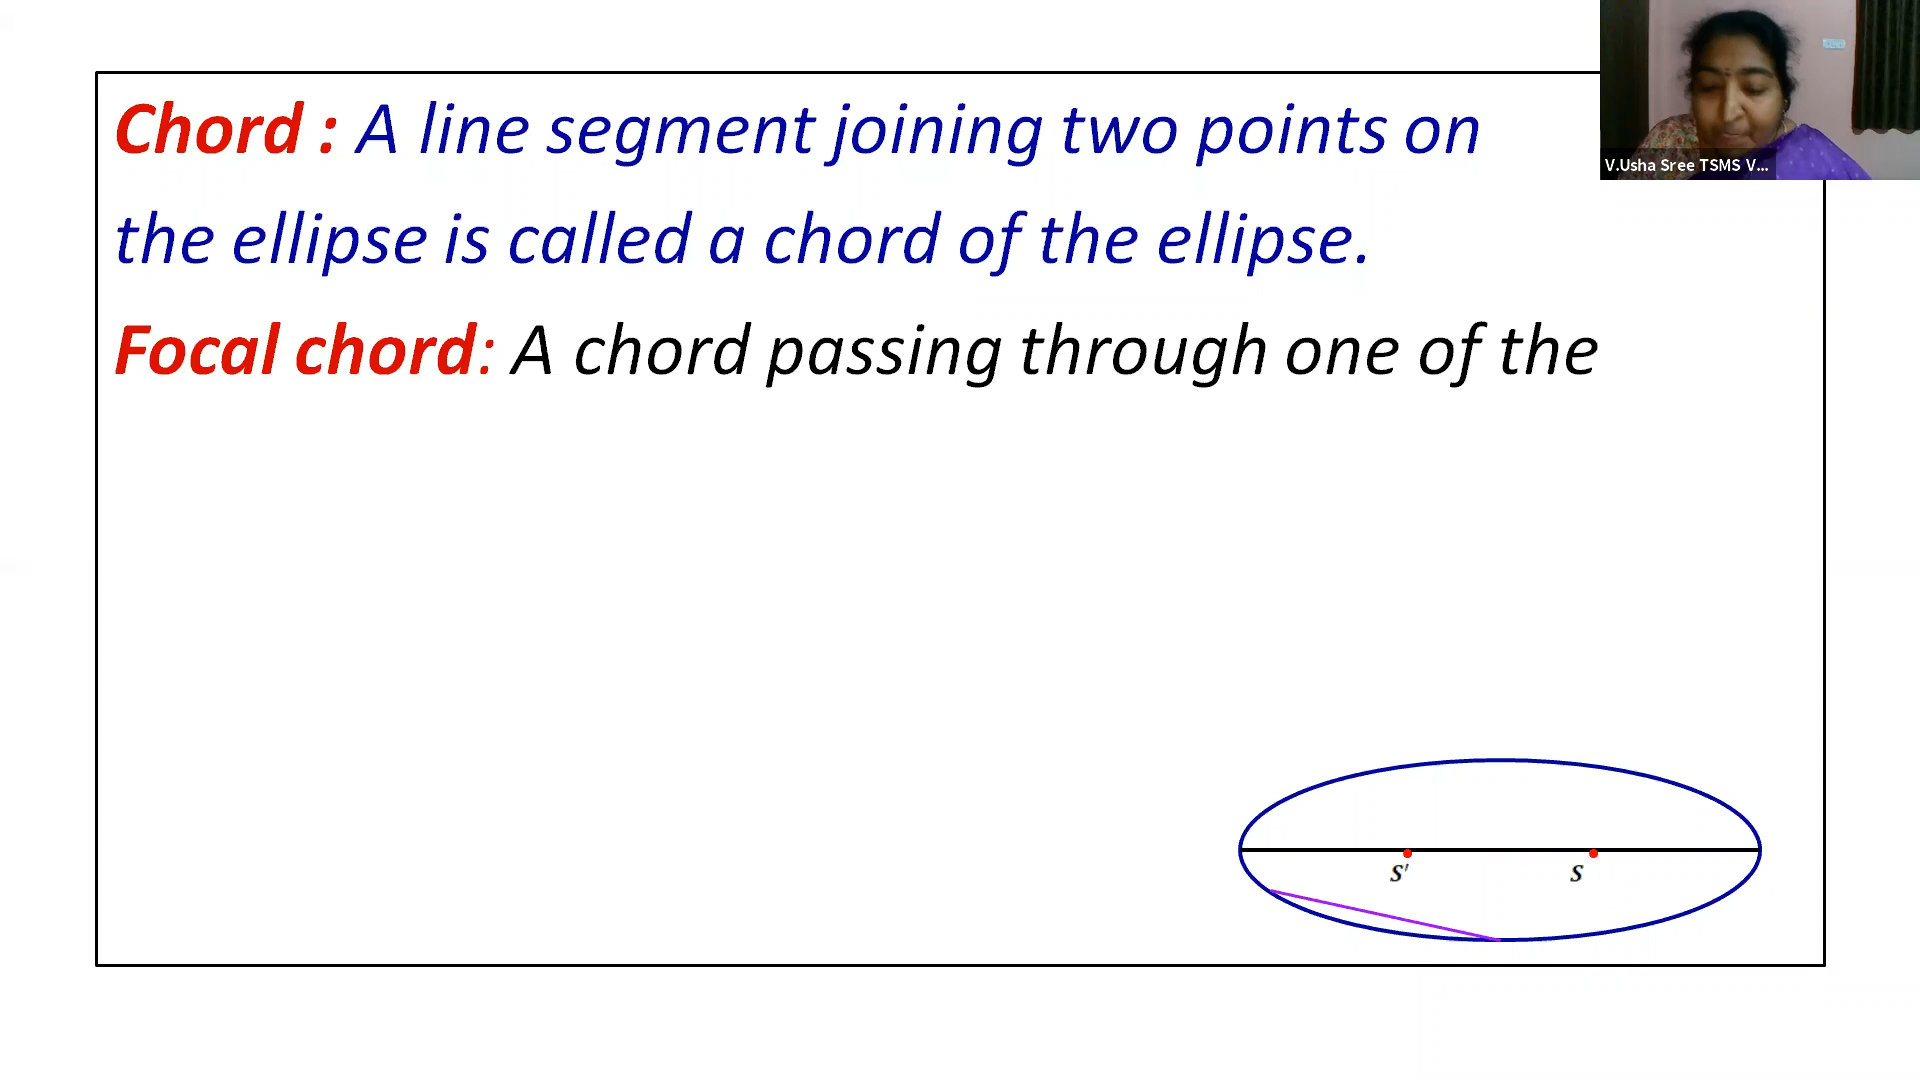 Chord : A line segment joining two points on
the ellipse is called a chord of the ellipse.
Focal chord: A chord passing through one of the
V.Usha Sree TSMS V...
S′ S